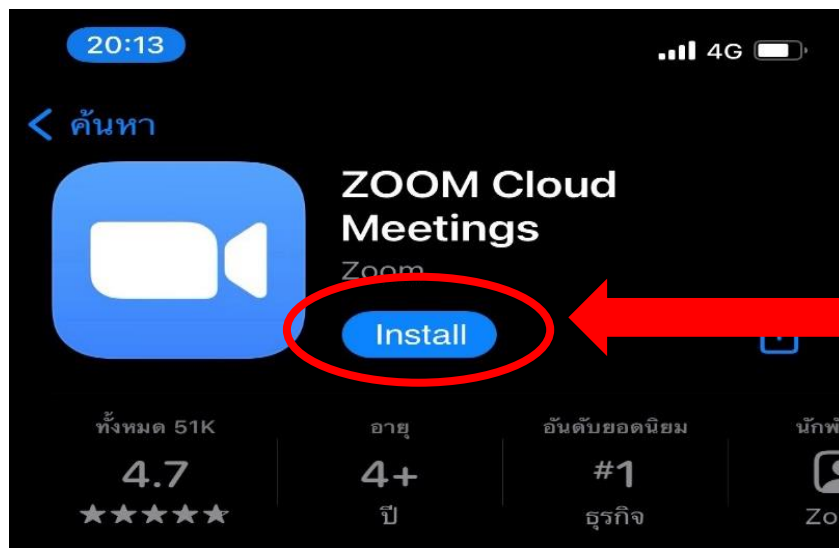 20:13
4G
ค้นหา
ZOOM Cloud
Meetings
Zoom
Install
ทั้งหมด 51K
อายุ
อันดับยอดนิยม
4.7
4+
#1
★★★★★
ปี
ธุรกิจ